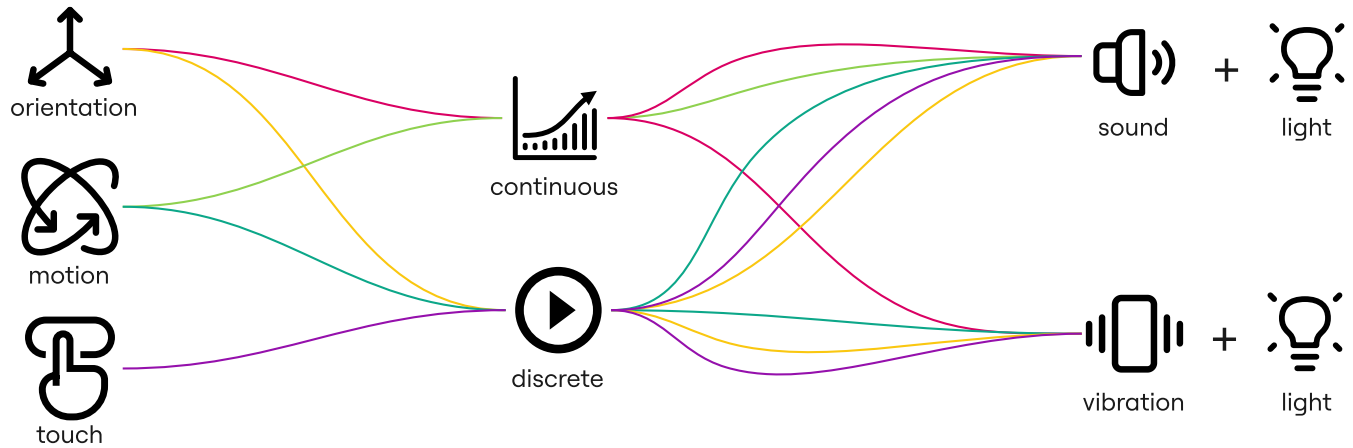 orientation
motion
touch
continuous
discrete
sound
+
light
vibration
+
light